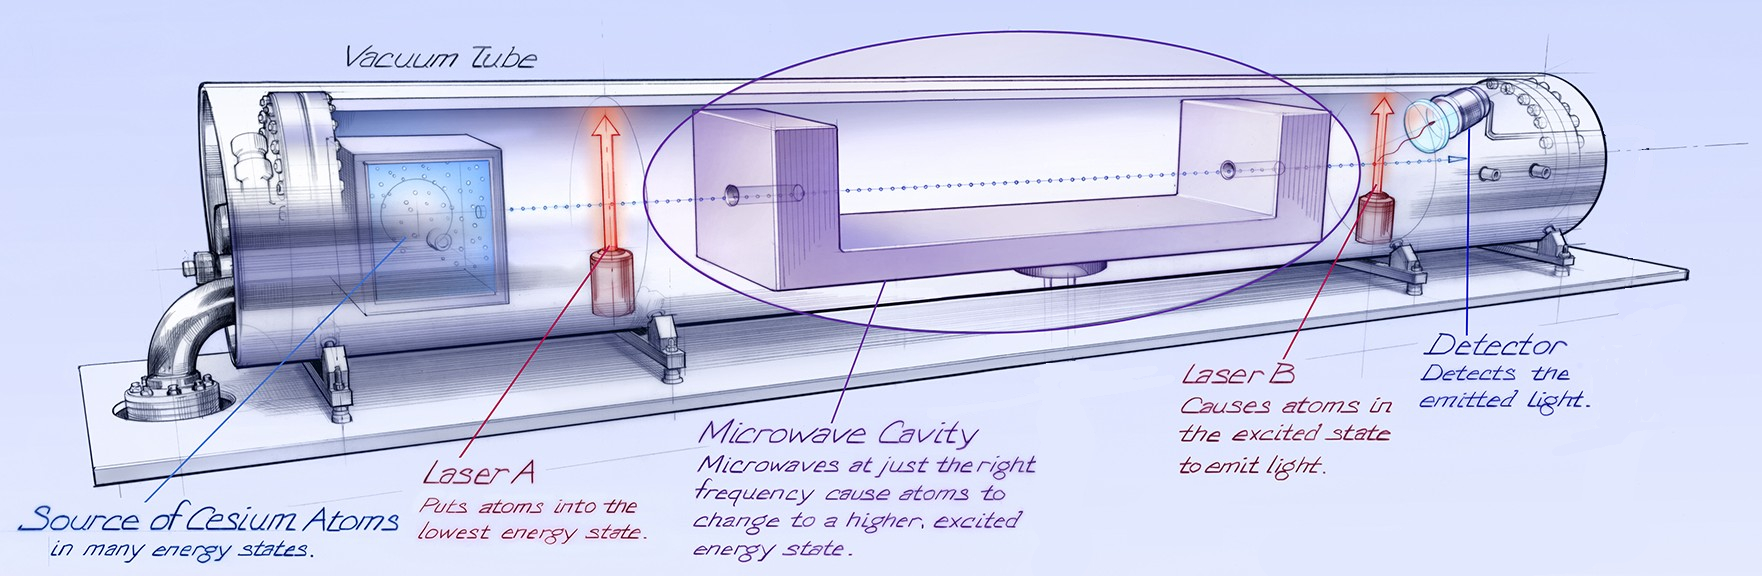 Vacuum Tube
Source of Cesium Atoms
in many energy states.
Laser A
Puts atoms into the
lowest energy state.
Microwave Cavity
Microwaves at just the right
frequency cause atoms to
change to a higher, excited
energy state.
Laser B
Causes atoms in
the excited state
to emit light.
Detector
Detects the
emitted light.